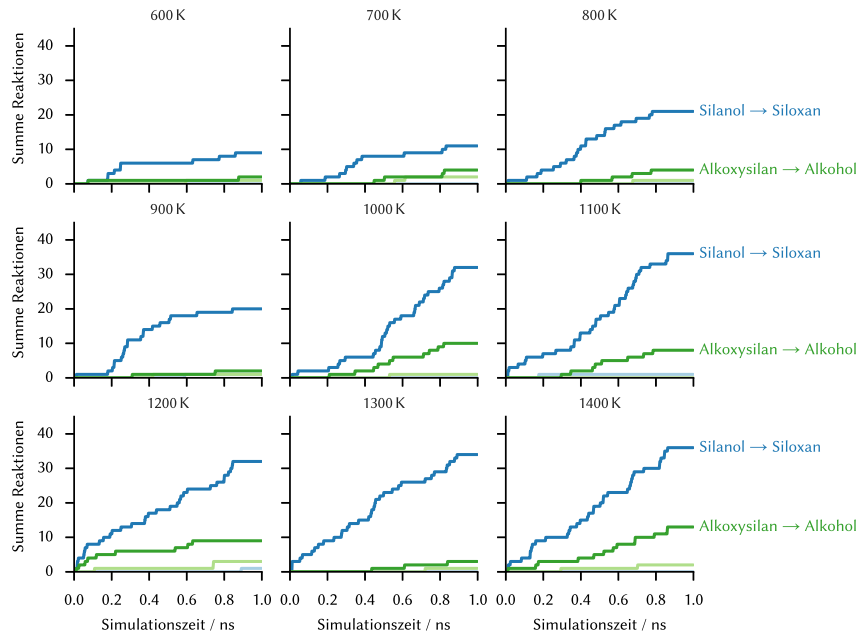 600 K
700 K
800 K
Summe Reaktionen
40
30
20
10
0
Silanol → Siloxan
Alkoxysilan → Alkohol
900 K
1000 K
1100 K
Summe Reaktionen
40
30
20
10
0
Silanol → Siloxan
Alkoxysilan → Alkohol
1200 K
1300 K
1400 K
Summe Reaktionen
40
30
20
10
0
Silanol → Siloxan
Alkoxysilan → Alkohol
0.0 0.2 0.4 0.6 0.8 1.0
0.0 0.2 0.4 0.6 0.8 1.0
0.0 0.2 0.4 0.6 0.8 1.0
Simulationszeit / ns
Simulationszeit / ns
Simulationszeit / ns